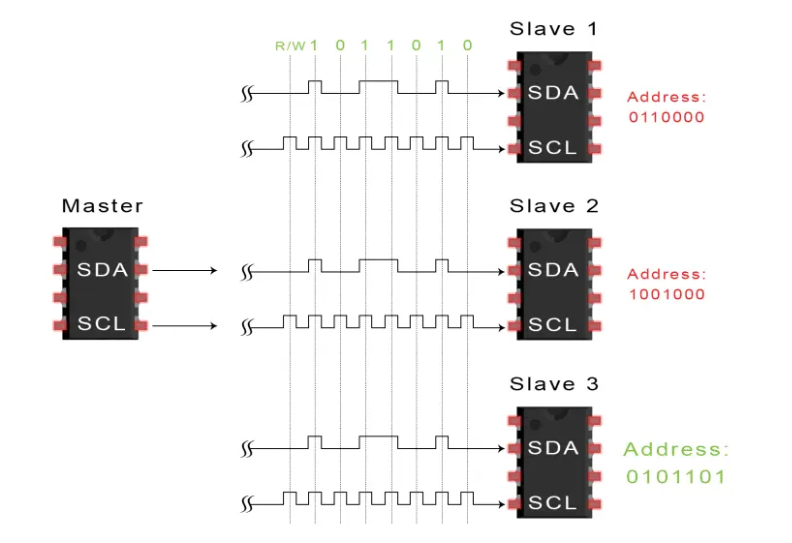 Slave 1
R/W 1 0 1 1 0 1 0
SDA
Address:
0110000
SCL
Master
Slave 2
SDA
SDA
Address:
1001000
SCL
SCL
Slave 3
SDA
Address:
0101101
SCL